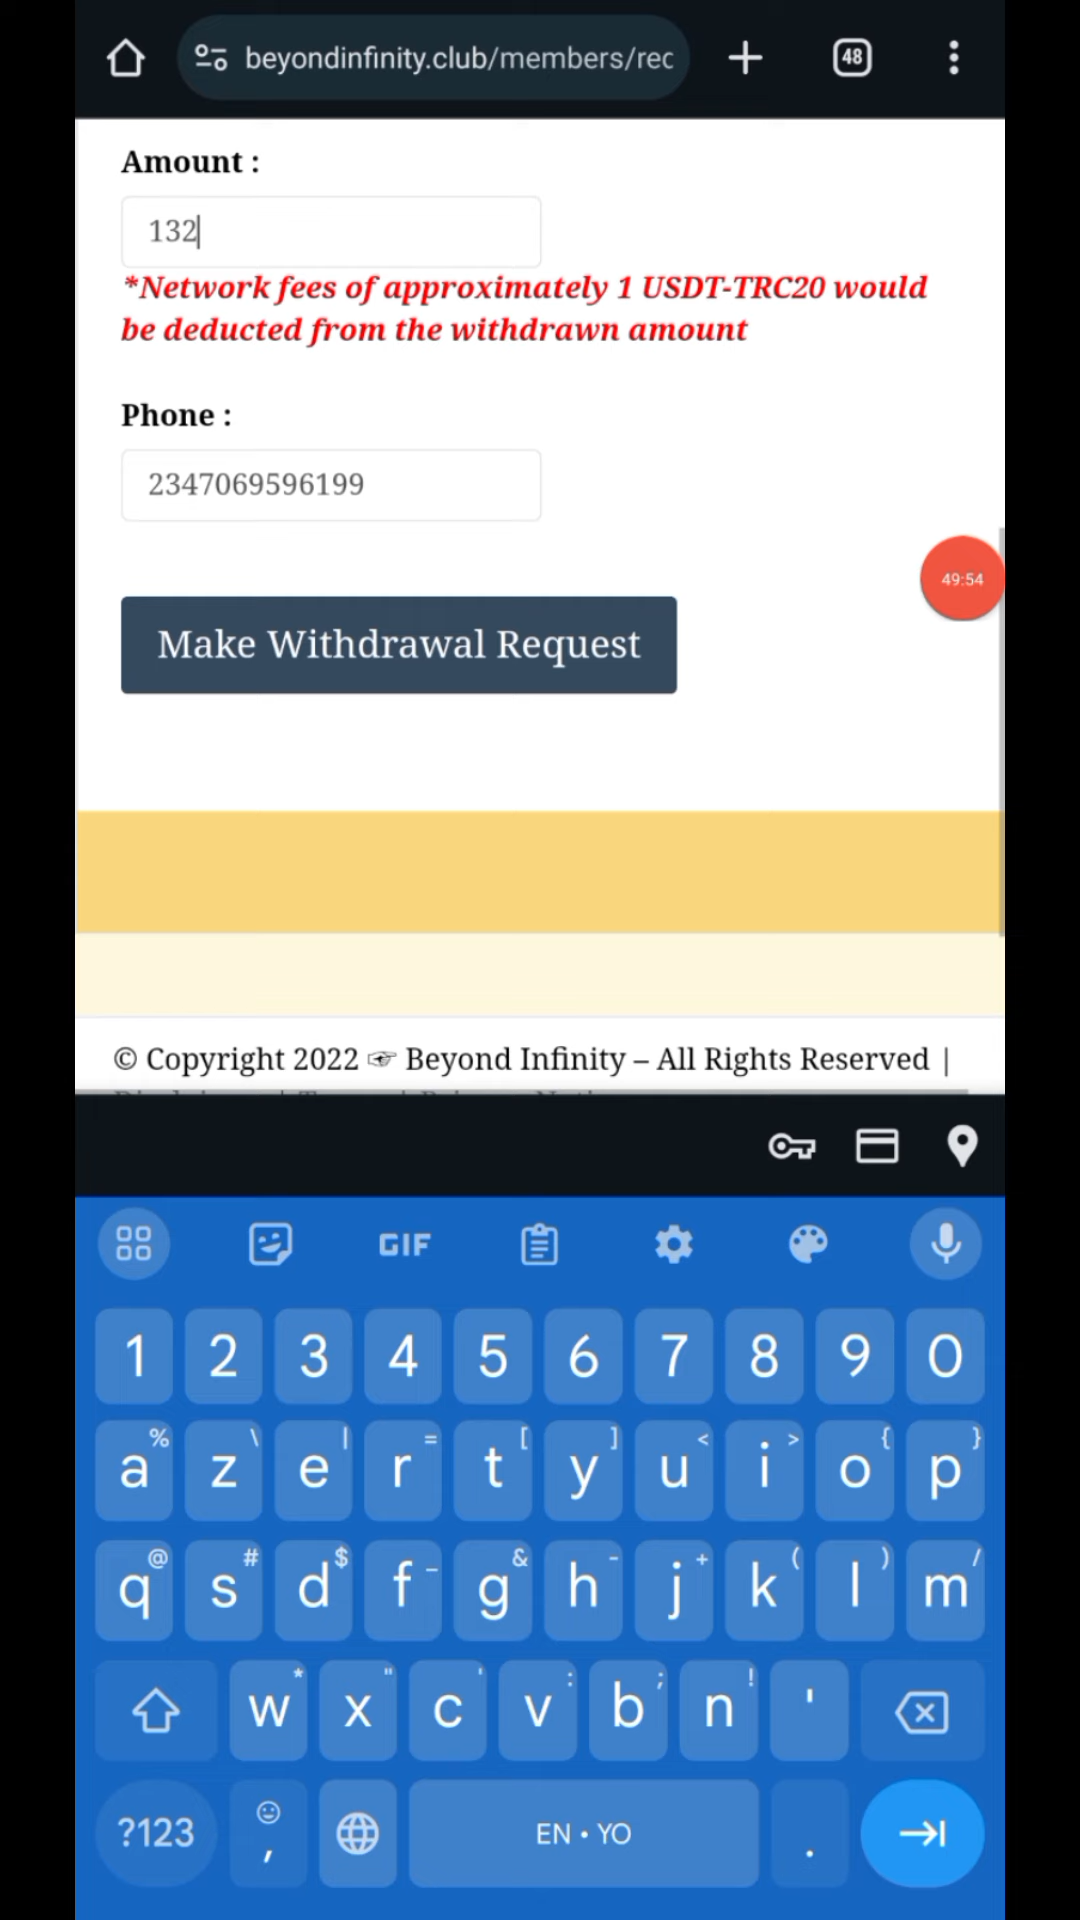 beyondinfinity.club/members/rec
48
Amount :
132
*Network fees of approximately 1 USDT-TRC20 would
be deducted from the withdrawn amount
Phone :
2347069596199
49:54
Make Withdrawal Request
© Copyright 2022 ☞ Beyond Infinity – All Rights Reserved |
GIF
1 2 3 4 5 6 7 8 9 0
% \ | = [ ] < > { }
a z e r t y u i o p
@ # $ _ & - + ( ) /
q s d f g h j k l m
* " ' : ; !
w x c v b n '
?123 , EN • YO .